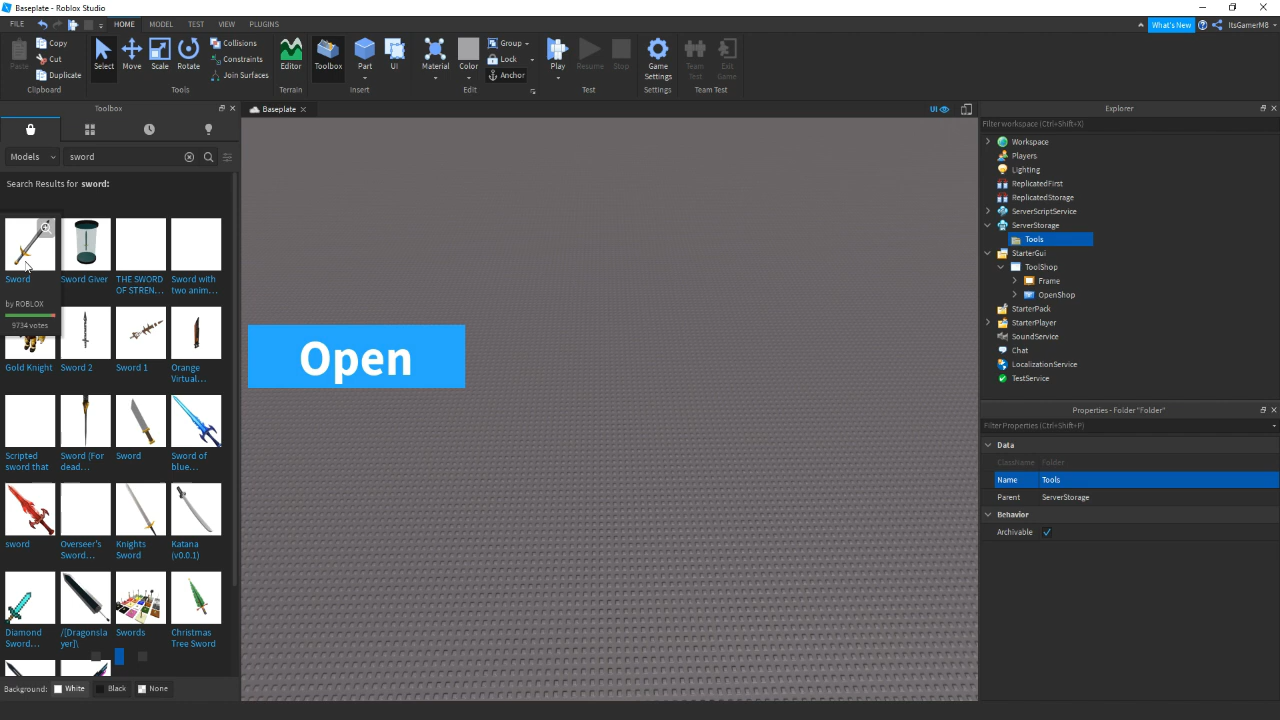 Baseplate - Roblox Studio
FILE HOME MODEL TEST VIEW PLUGINS What's New ItsGamerM8
Paste Copy Cut Duplicate Select Move Scale Rotate Collisions Constraints Join Surfaces Editor Toolbox Part UI Material Color Group Lock Anchor Play Resume Stop Game Settings Team Test Exit Game
Clipboard Tools Terrain Insert Edit Test Settings Team Test
Toolbox
Models sword
Search Results for sword:
Sword Sword Giver THE SWORD OF STREN... Sword with two anim...
by ROBLOX
9734 votes
Gold Knight Sword 2 Sword 1 Orange Virtual...
Scripted sword that Sword (For dead... Sword Sword of blue...
sword Overseer's Sword... Knights Sword Katana (v0.0.1)
Diamond Sword... /[Dragonslayer]\ Swords Christmas Tree Sword
Background: White Black None
Baseplate
UI
Open
Explorer
Filter workspace (Ctrl+Shift+X)
Workspace
Players
Lighting
ReplicatedFirst
ReplicatedStorage
ServerScriptService
ServerStorage
Tools
StarterGui
ToolShop
Frame
OpenShop
StarterPack
StarterPlayer
SoundService
Chat
LocalizationService
TestService
Properties - Folder "Folder"
Filter Properties (Ctrl+Shift+P)
Data
ClassName Folder
Name Tools
Parent ServerStorage
Behavior
Archivable